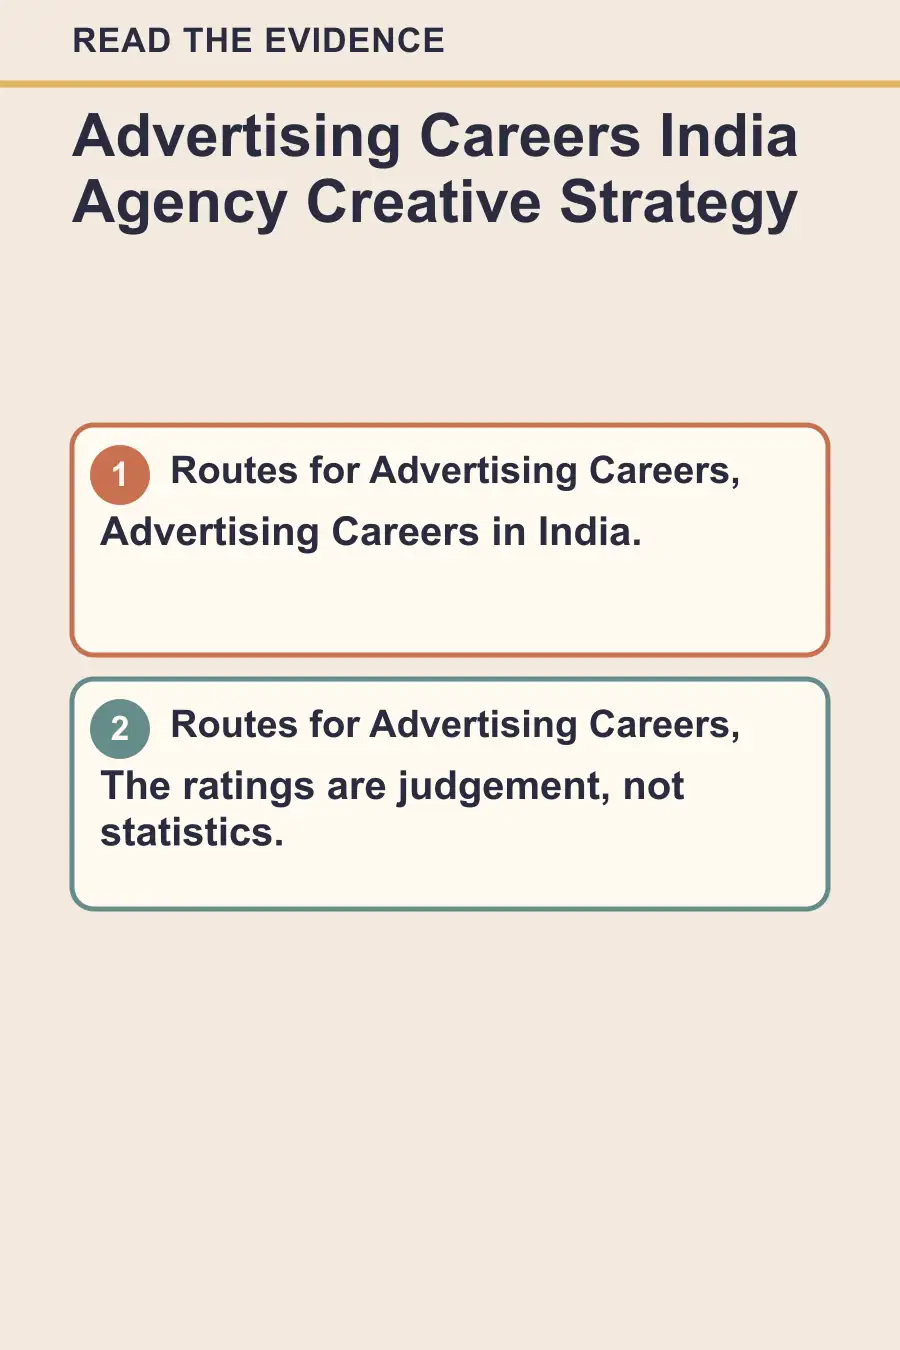 READ THE EVIDENCE
Advertising Careers India
Agency Creative Strategy
1 Routes for Advertising Careers,
Advertising Careers in India.
2 Routes for Advertising Careers,
The ratings are judgement, not
statistics.